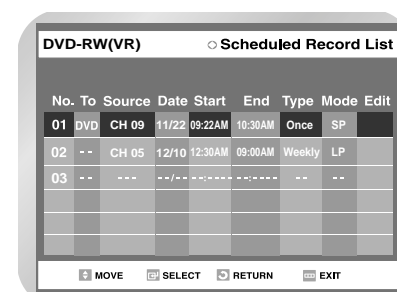 DVD-RW(VR) Scheduled Record List
No. To Source Date Start End Type Mode Edit
01 DVD CH 09 11/22 09:22AM 10:30AM Once SP
02 -- CH 05 12/10 12:30AM 09:00AM Weekly LP
03 -- --- --/-- --:---- --:---- -- --
MOVE SELECT RETURN EXIT